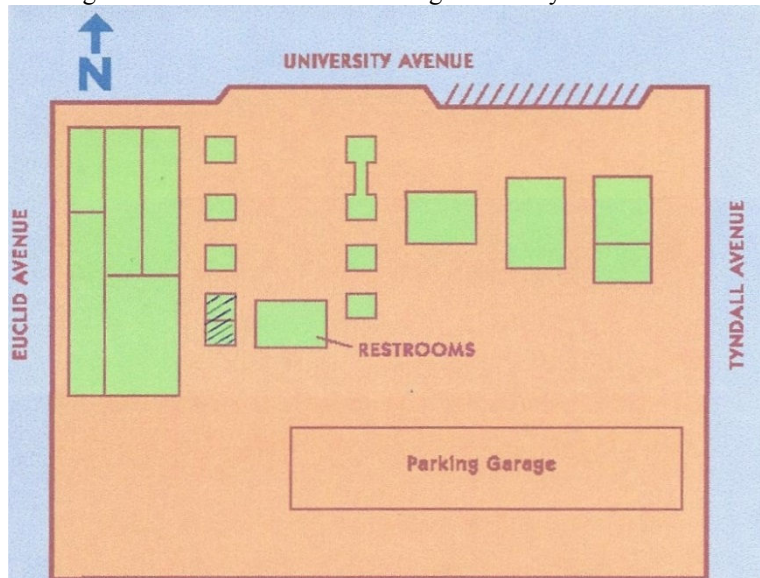 UNIVERSITY AVENUE
N
EUCLID AVENUE
TYNDALL AVENUE
RESTROOMS
Parking Garage